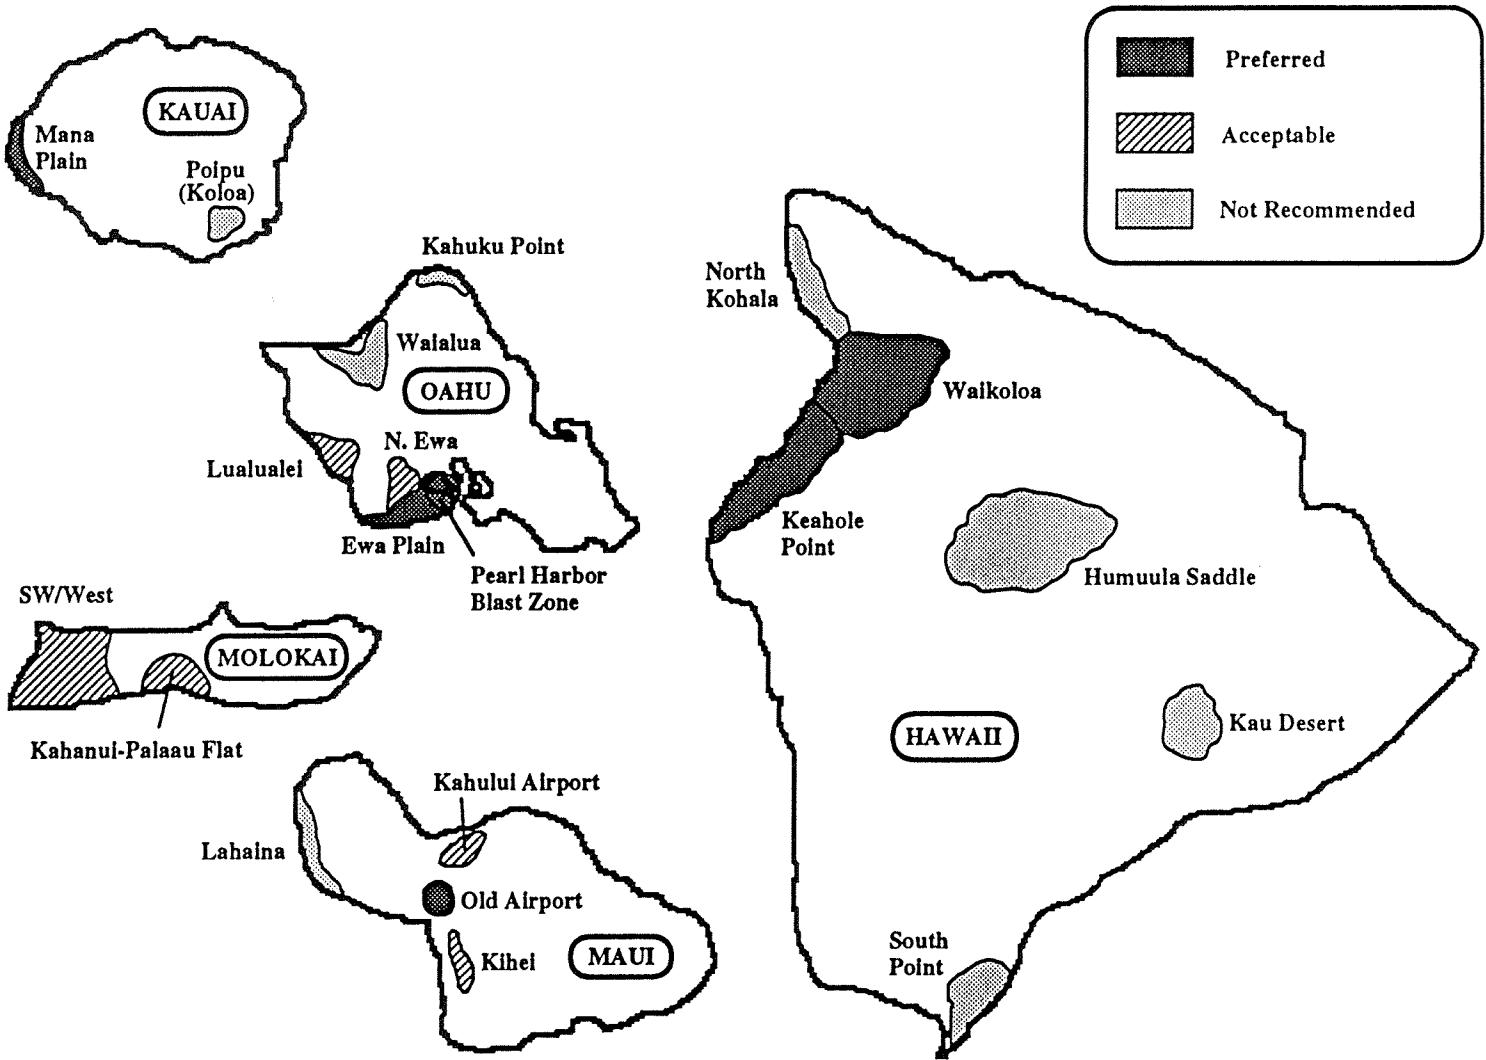 Preferred
Acceptable
Not Recommended
KAUAI
Mana
Plain
Poipu
(Koloa)
Kahuku Point
Waialua
OAHU
N. Ewa
Lualualei
Ewa Plain
Pearl Harbor
Blast Zone
SW/West
MOLOKAI
Kahanui-Palaau Flat
Kahului Airport
Lahaina
Old Airport
Kihei
MAUI
North
Kohala
Waikoloa
Keahole
Point
Humuula Saddle
Kau Desert
HAWAII
South
Point